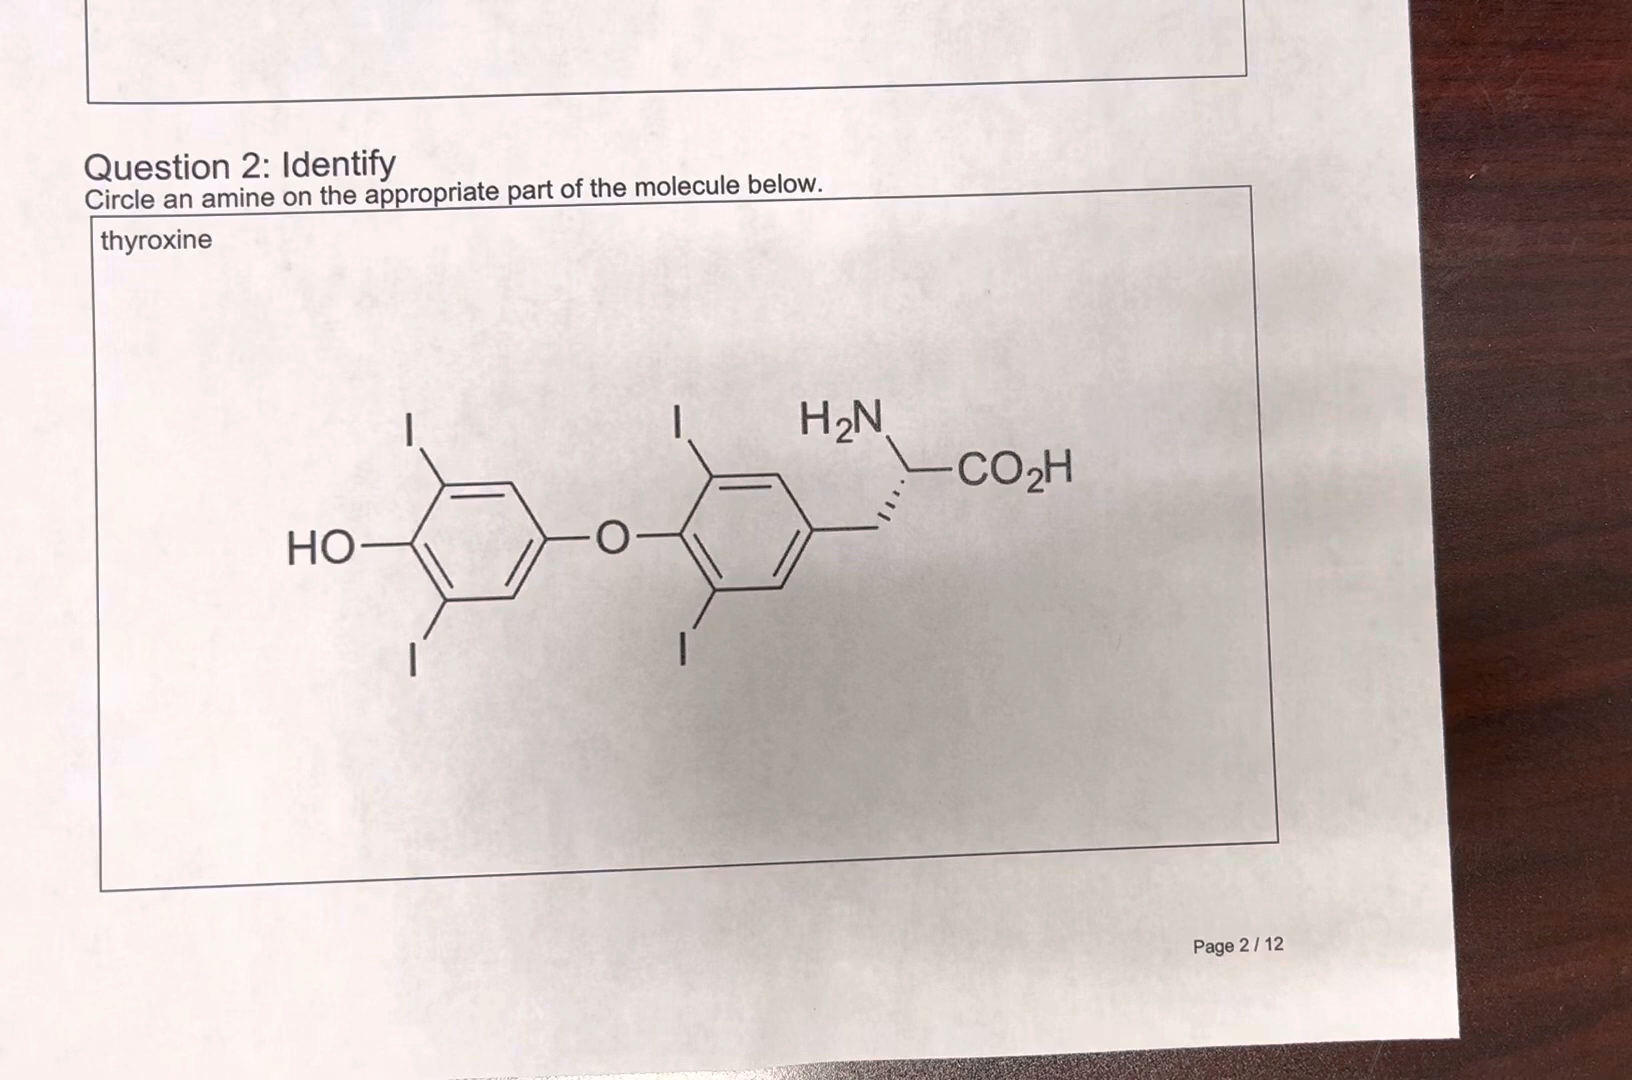 Question 2: Identify
Circle an amine on the appropriate part of the molecule below.
thyroxine
I
I
H₂N
CO₂H
HO
O
I
I
Page 2 / 12